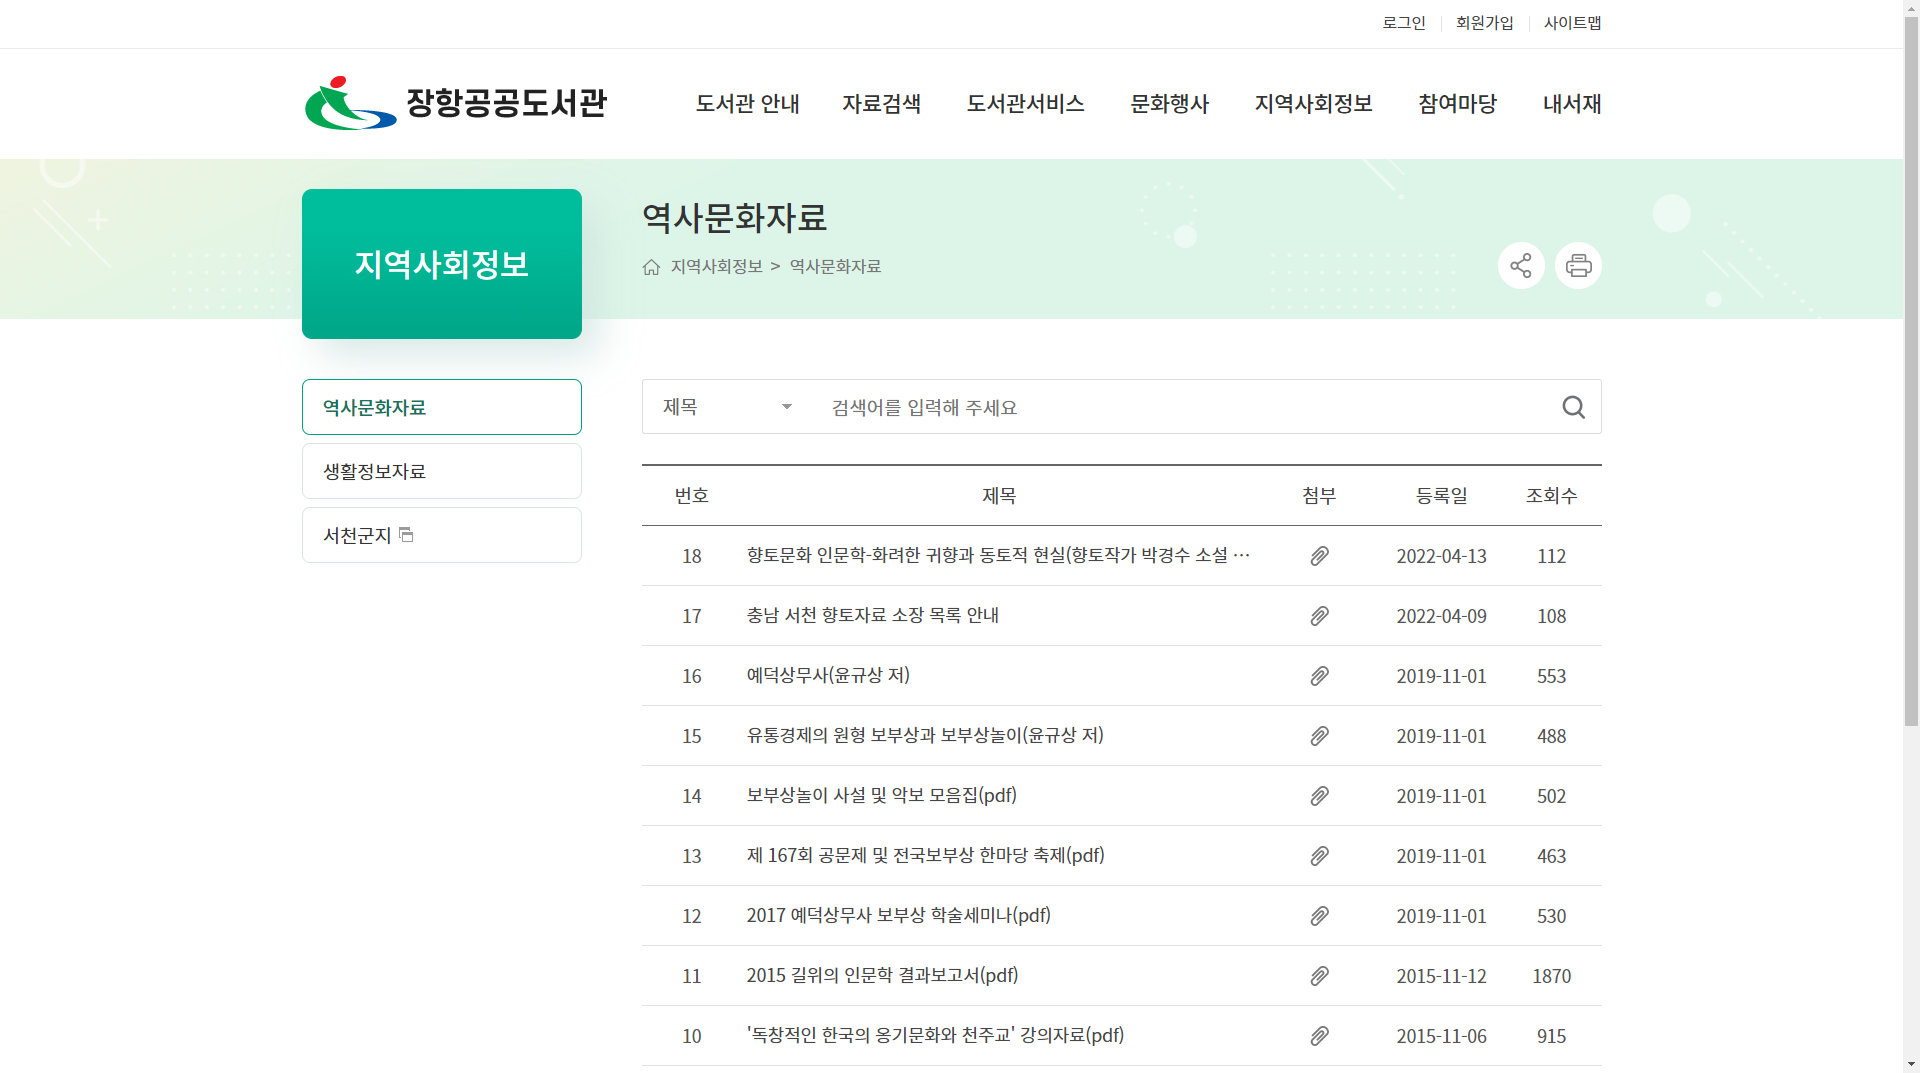 로그인
회원가입
사이트맵
장항공공도서관
도서관 안내
자료검색
도서관서비스
문화행사
지역사회정보
참여마당
내서재
지역사회정보
역사문화자료
지역사회정보 > 역사문화자료
역사문화자료
생활정보자료
서천군지
제목
검색어를 입력해 주세요
번호 제목 첨부 등록일 조회수
18 향토문화 인문학-화려한 귀향과 동토적 현실(향토작가 박경수 소설 … 2022-04-13 112
17 충남 서천 향토자료 소장 목록 안내 2022-04-09 108
16 예덕상무사(윤규상 저) 2019-11-01 553
15 유통경제의 원형 보부상과 보부상놀이(윤규상 저) 2019-11-01 488
14 보부상놀이 사설 및 악보 모음집(pdf) 2019-11-01 502
13 제 167회 공문제 및 전국보부상 한마당 축제(pdf) 2019-11-01 463
12 2017 예덕상무사 보부상 학술세미나(pdf) 2019-11-01 530
11 2015 길위의 인문학 결과보고서(pdf) 2015-11-12 1870
10 '독창적인 한국의 옹기문화와 천주교' 강의자료(pdf) 2015-11-06 915